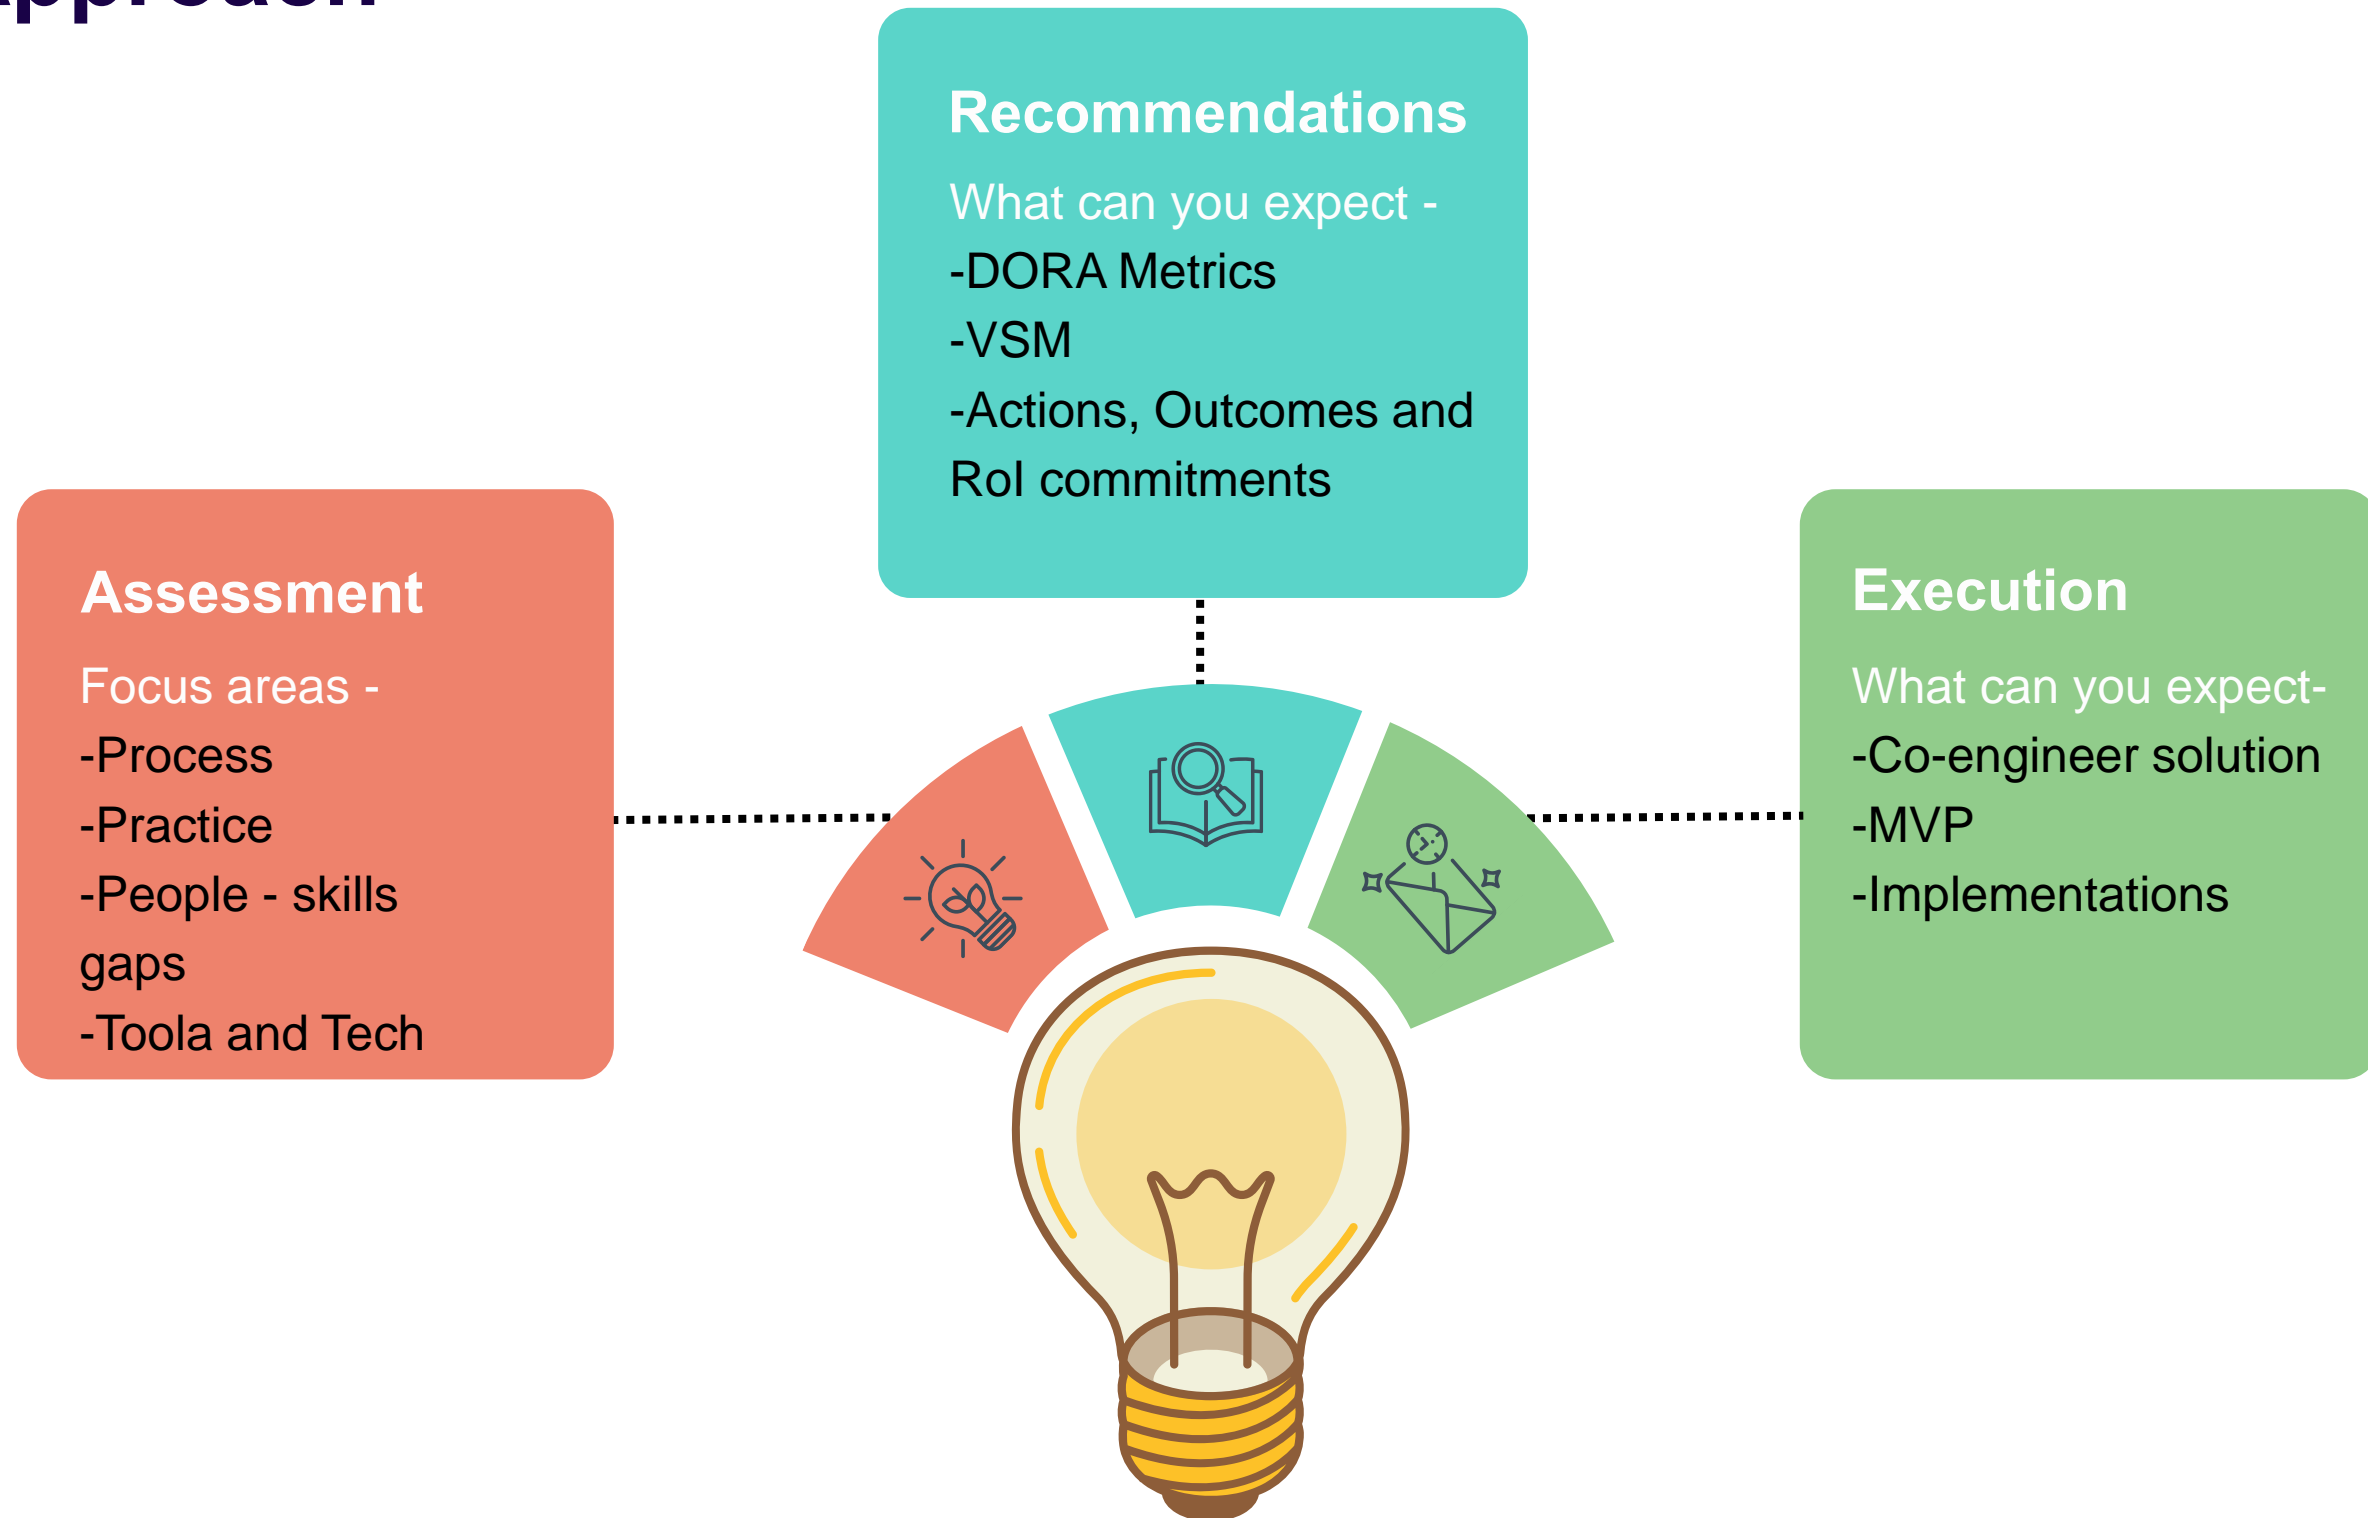 Approach
Recommendations
What can you expect -
-DORA Metrics
-VSM
-Actions, Outcomes and
RoI commitments
Assessment
Focus areas -
-Process
-Practice
-People - skills
gaps
-Toola and Tech
Execution
What can you expect-
-Co-engineer solution
-MVP
-Implementations